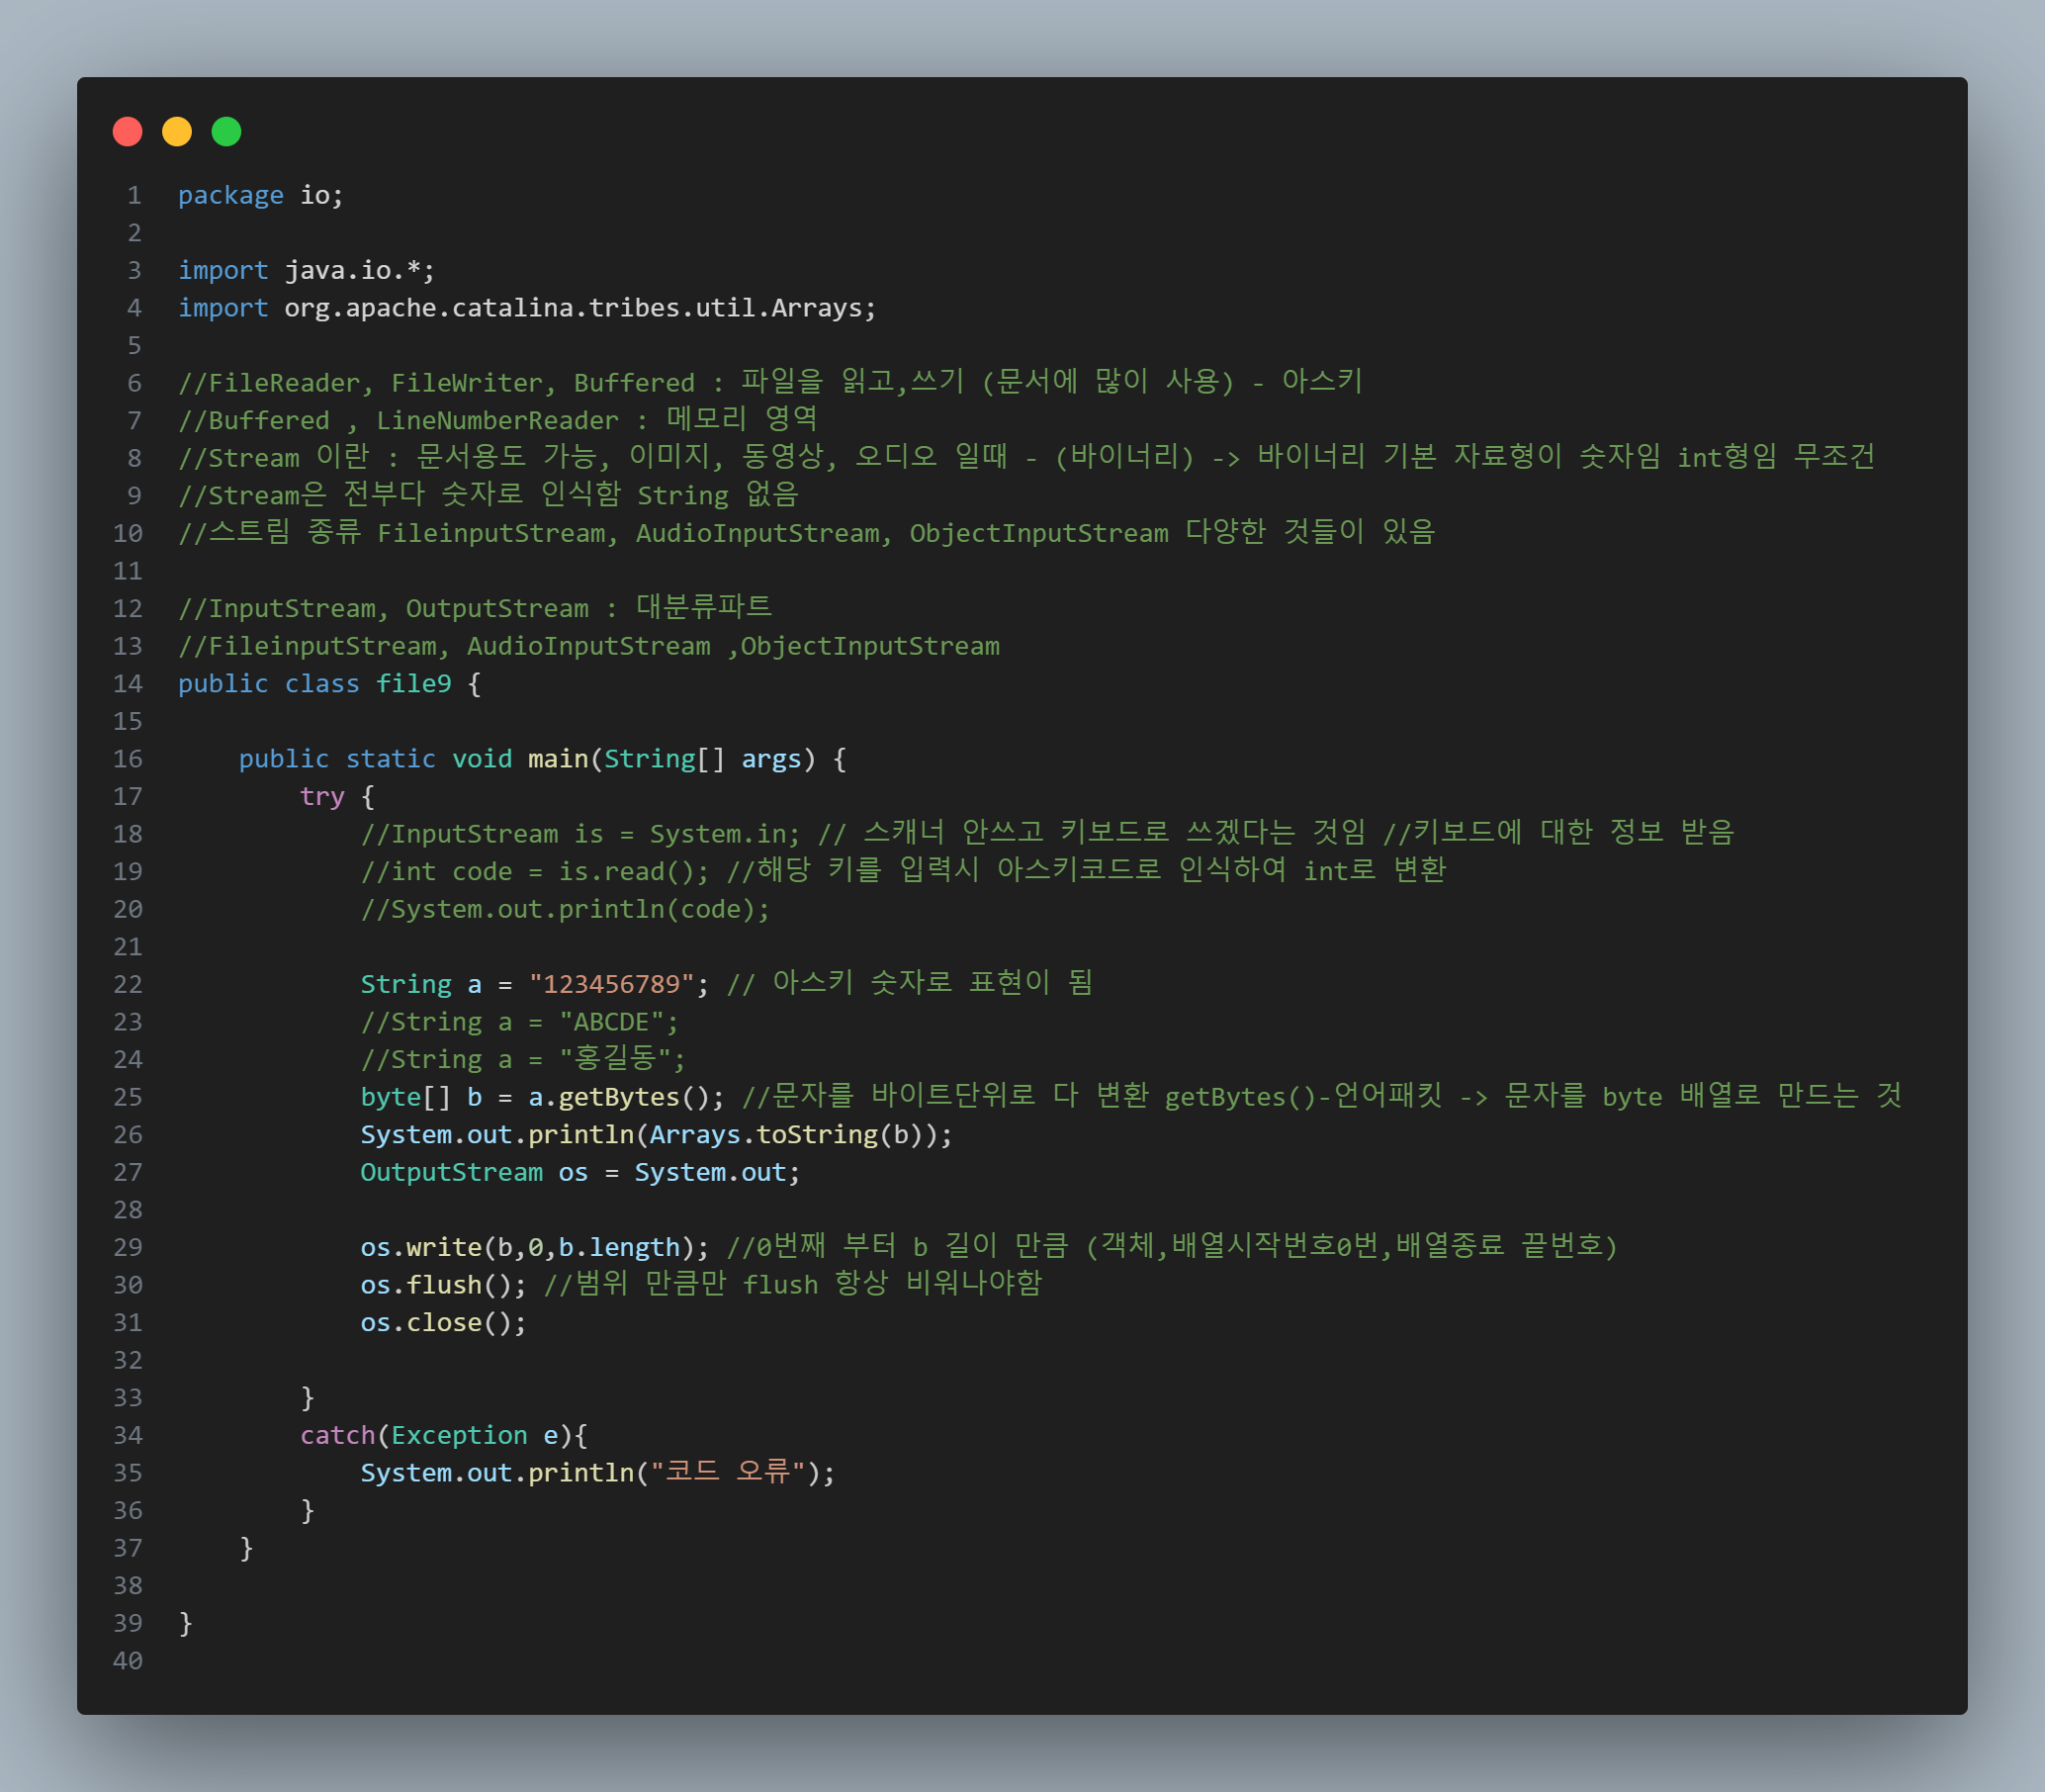 1 package io;
2
3 import java.io.*;
4 import org.apache.catalina.tribes.util.Arrays;
5
6 //FileReader, FileWriter, Buffered : 파일을 읽고,쓰기 (문서에 많이 사용) - 아스키
7 //Buffered , LineNumberReader : 메모리 영역
8 //Stream 이란 : 문서용도 가능, 이미지, 동영상, 오디오 일때 - (바이너리) -> 바이너리 기본 자료형이 숫자임 int형임 무조건
9 //Stream은 전부다 숫자로 인식함 String 없음
10 //스트림 종류 FileinputStream, AudioInputStream, ObjectInputStream 다양한 것들이 있음
11
12 //InputStream, OutputStream : 대분류파트
13 //FileinputStream, AudioInputStream ,ObjectInputStream
14 public class file9 {
15
16     public static void main(String[] args) {
17         try {
18             //InputStream is = System.in; // 스캐너 안쓰고 키보드로 쓰겠다는 것임 //키보드에 대한 정보 받음
19             //int code = is.read(); //해당 키를 입력시 아스키코드로 인식하여 int로 변환
20             //System.out.println(code);
21
22             String a = "123456789"; // 아스키 숫자로 표현이 됨
23             //String a = "ABCDE";
24             //String a = "홍길동";
25             byte[] b = a.getBytes(); //문자를 바이트단위로 다 변환 getBytes()-언어패킷 -> 문자를 byte 배열로 만드는 것
26             System.out.println(Arrays.toString(b));
27             OutputStream os = System.out;
28
29             os.write(b,0,b.length); //0번째 부터 b 길이 만큼 (객체,배열시작번호0번,배열종료 끝번호)
30             os.flush(); //범위 만큼만 flush 항상 비워나야함
31             os.close();
32
33         }
34         catch(Exception e){
35             System.out.println("코드 오류");
36         }
37     }
38
39 }
40